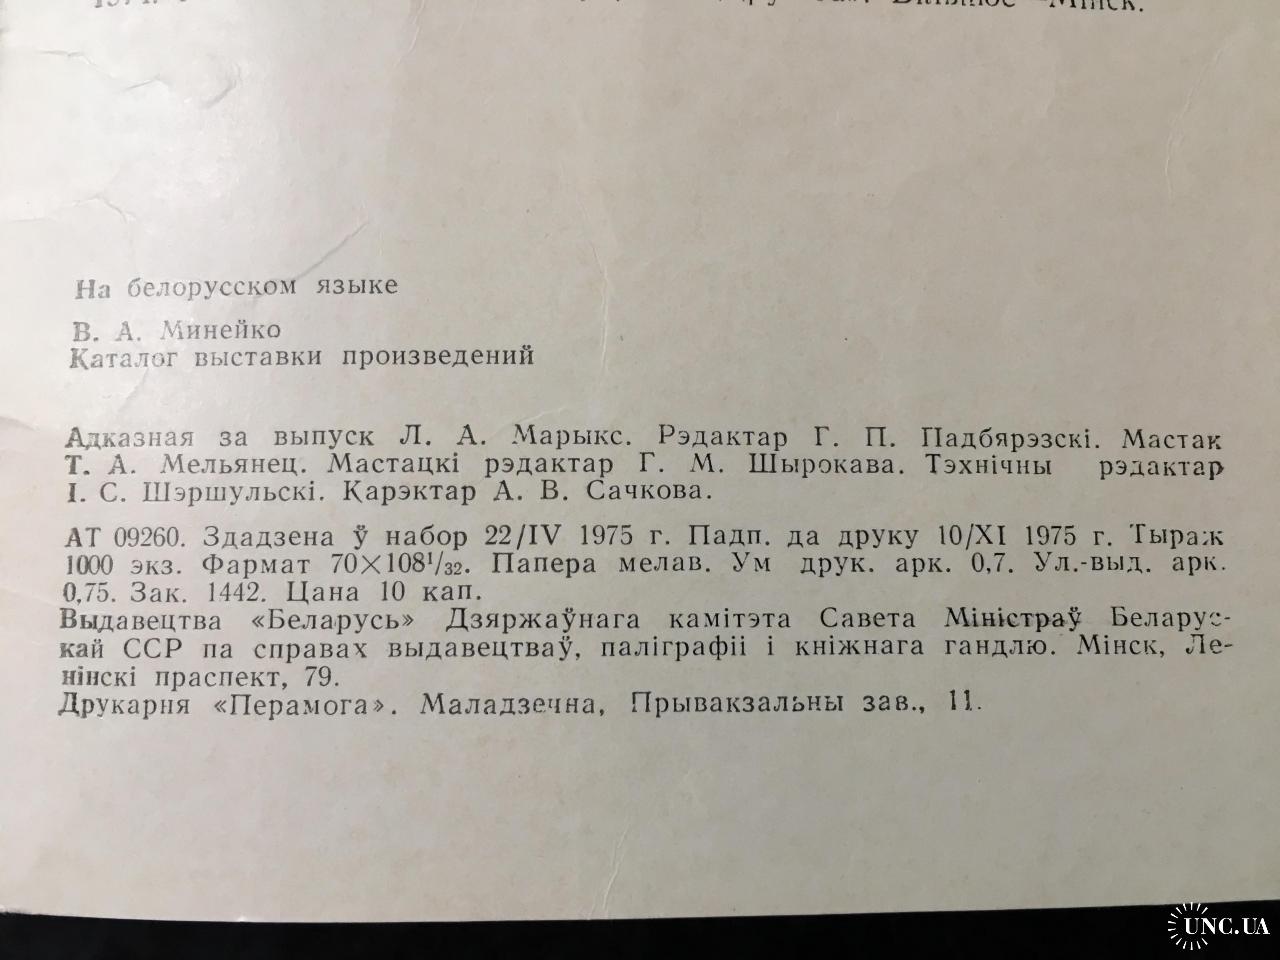 На белорусском языке
В. А. Минейко
Каталог выставки произведений
Адказная за выпуск Л. А. Марыкс. Рэдактар Г. П. Падбярэзскі. Мастак
Т. А. Мельянец. Мастацкі рэдактар Г. М. Шырокава. Тэхнічны рэдактар
І. С. Шэршульскі. Карэктар А. В. Сачкова.
АТ 09260. Здадзена ў набор 22/IV 1975 г. Падп. да друку 10/XI 1975 г. Тыраж
1000 экз. Фармат 70×108¹/₃₂. Папера мелав. Ум друк. арк. 0,7. Ул.-выд. арк.
0,75. Зак. 1442. Цана 10 кап.
Выдавецтва «Беларусь» Дзяржаўнага камітэта Савета Міністраў Беларус-
кай ССР па справах выдавецтваў, паліграфіі і кніжнага гандлю. Мінск, Ле-
нінскі праспект, 79.
Друкарня «Перамога». Маладзечна, Прывакзальны зав., 11.
UNC.UA